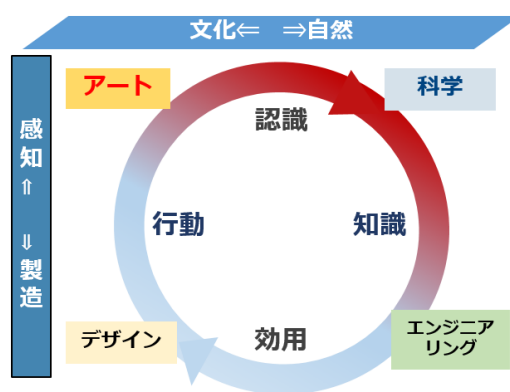 文化⇐ ⇒自然
感知⇑ ⇓製造
アート
科学
認識
行動
知識
デザイン
効用
エンジニア
リング